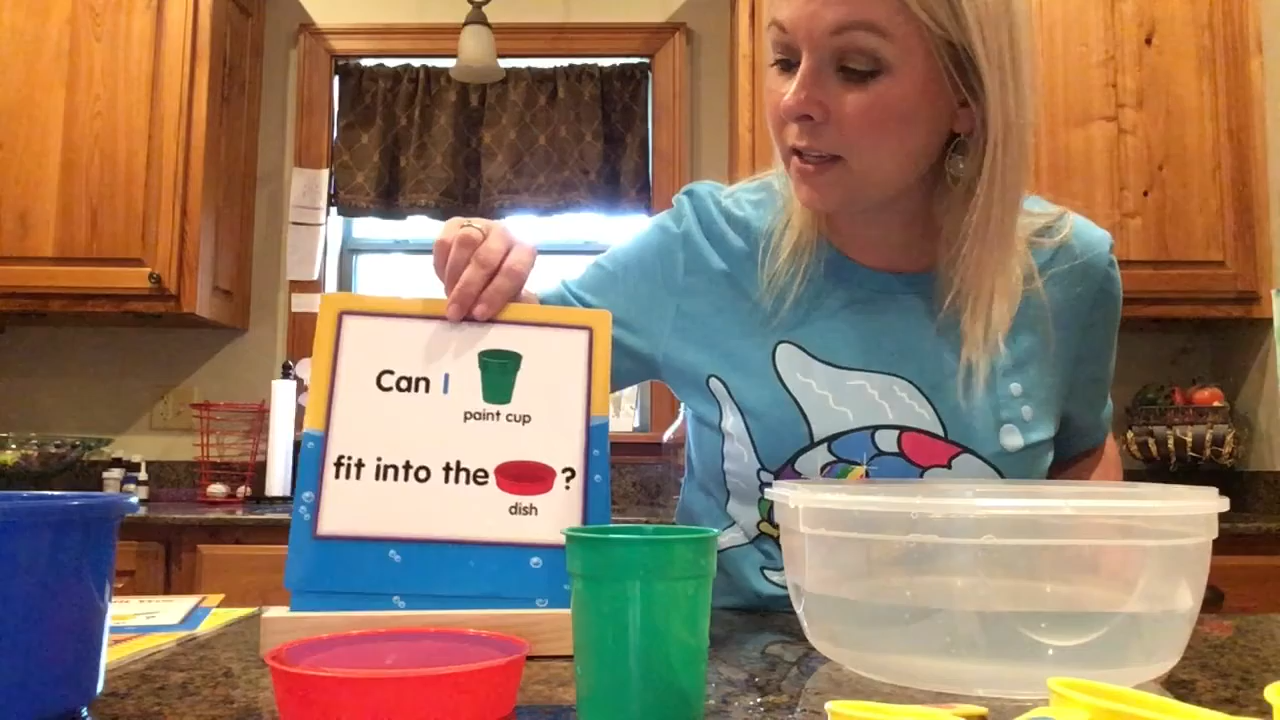 Can I
paint cup
fit into the ?
dish